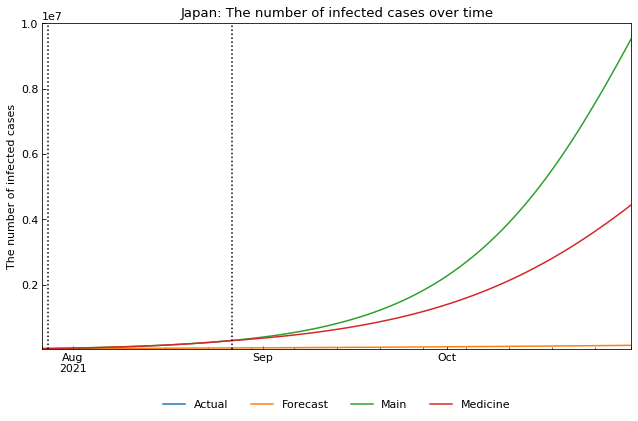 Japan: The number of infected cases over time
1e7
1.0
0.8
0.6
0.4
0.2
The number of infected cases
Aug
2021
Sep
Oct
Actual Forecast Main Medicine